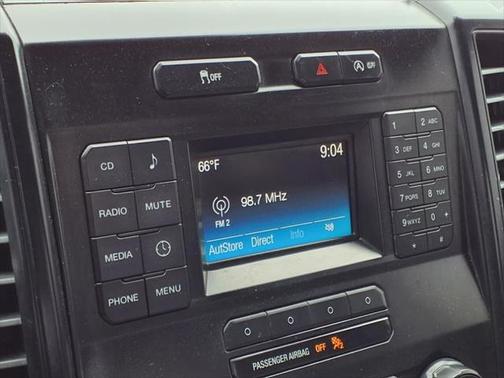 OFF
OFF
66°F
9:04
98.7 MHz
FM 2
AutStore Direct Info
CD
RADIO MUTE
MEDIA
PHONE MENU
1
2 ABC
3 DEF
4 GHI
5 JKL
6 MNO
7 PQRS
8 TUV
9 WXYZ
0 +
* #
PASSENGER AIRBAG OFF
2